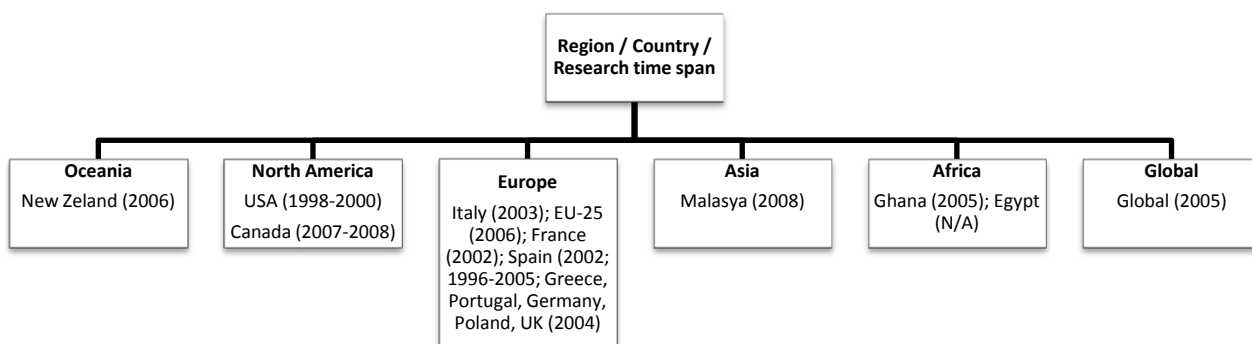 Region / Country /
Research time span
Oceania
New Zeland (2006)
North America
USA (1998-2000)
Canada (2007-2008)
Europe
Italy (2003); EU-25
(2006); France
(2002); Spain (2002;
1996-2005; Greece,
Portugal, Germany,
Poland, UK (2004)
Asia
Malasya (2008)
Africa
Ghana (2005); Egypt
(N/A)
Global
Global (2005)